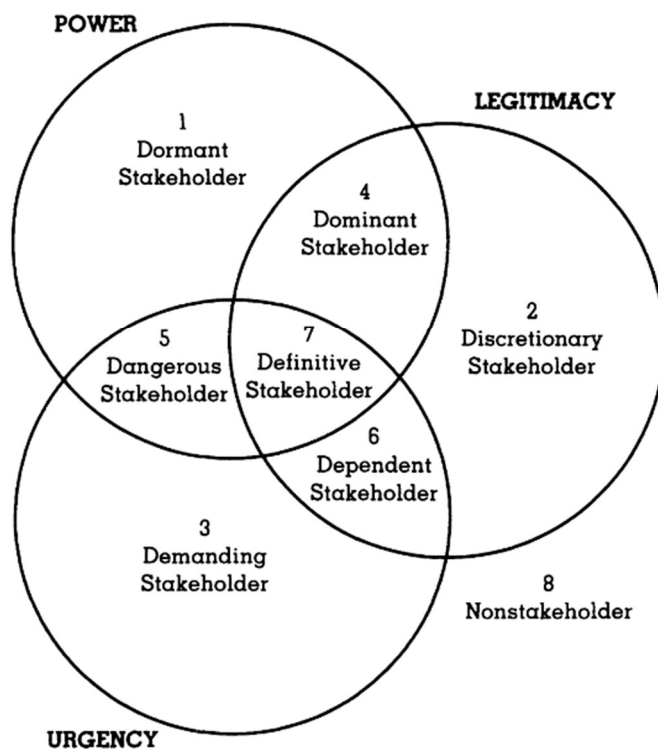 POWER
LEGITIMACY
1
Dormant
Stakeholder
4
Dominant
Stakeholder
2
Discretionary
Stakeholder
5
Dangerous
Stakeholder
7
Definitive
Stakeholder
6
Dependent
Stakeholder
3
Demanding
Stakeholder
8
Nonstakeholder
URGENCY